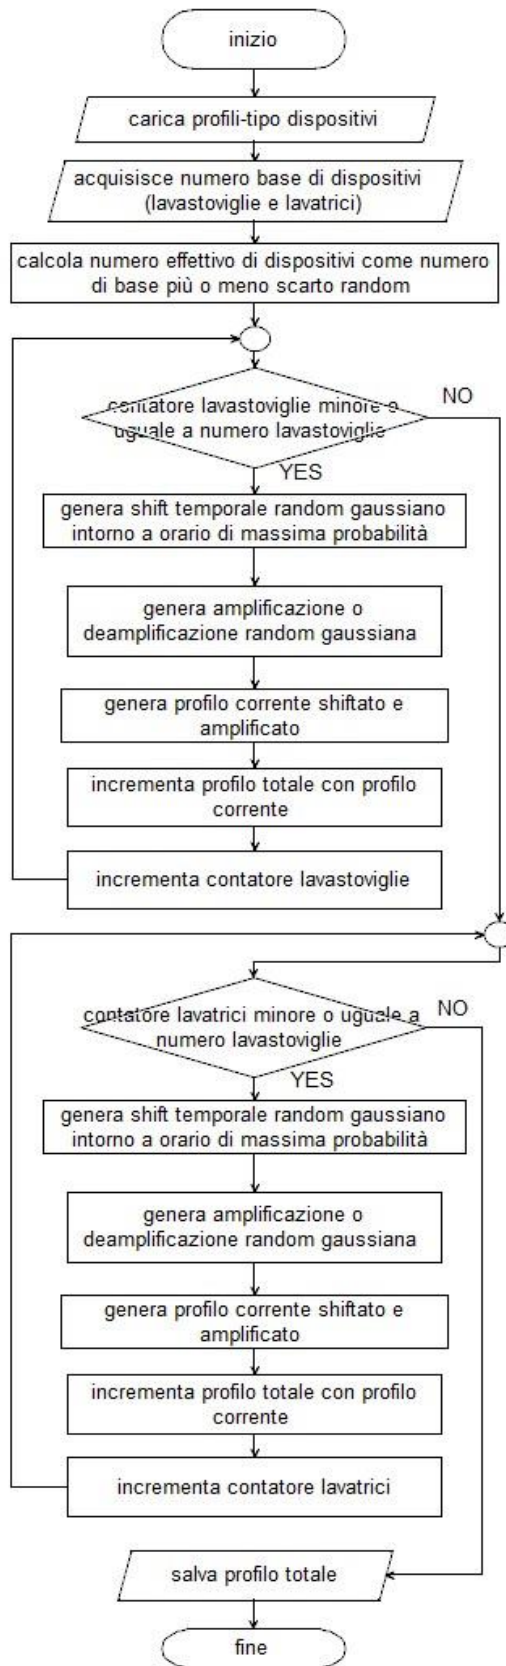 inizio
carica profili-tipo dispositivi
acquisisce numero base di dispositivi
(lavastoviglie e lavatrici)
calcola numero effettivo di dispositivi come numero
di base più o meno scarto random
contatore lavastoviglie minore o
uguale a numero lavastoviglie
NO
YES
genera shift temporale random gaussiano
intorno a orario di massima probabilità
genera amplificazione o
deamplificazione random gaussiana
genera profilo corrente shiftato e
amplificato
incrementa profilo totale con profilo
corrente
incrementa contatore lavastoviglie
contatore lavatrici minore o uguale a
numero lavastoviglie
NO
YES
genera shift temporale random gaussiano
intorno a orario di massima probabilità
genera amplificazione o
deamplificazione random gaussiana
genera profilo corrente shiftato e
amplificato
incrementa profilo totale con profilo
corrente
incrementa contatore lavatrici
salva profilo totale
fine